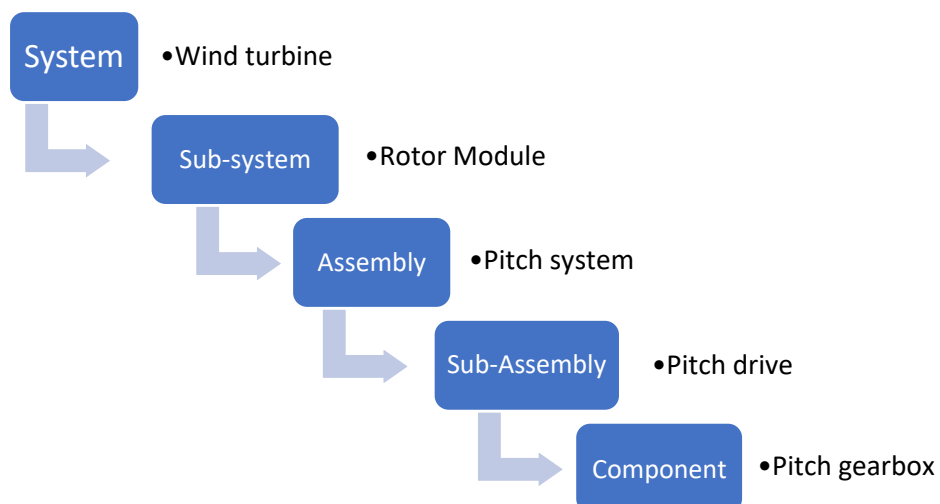 System
•Wind turbine
Sub-system
•Rotor Module
Assembly
•Pitch system
Sub-Assembly
•Pitch drive
Component
•Pitch gearbox